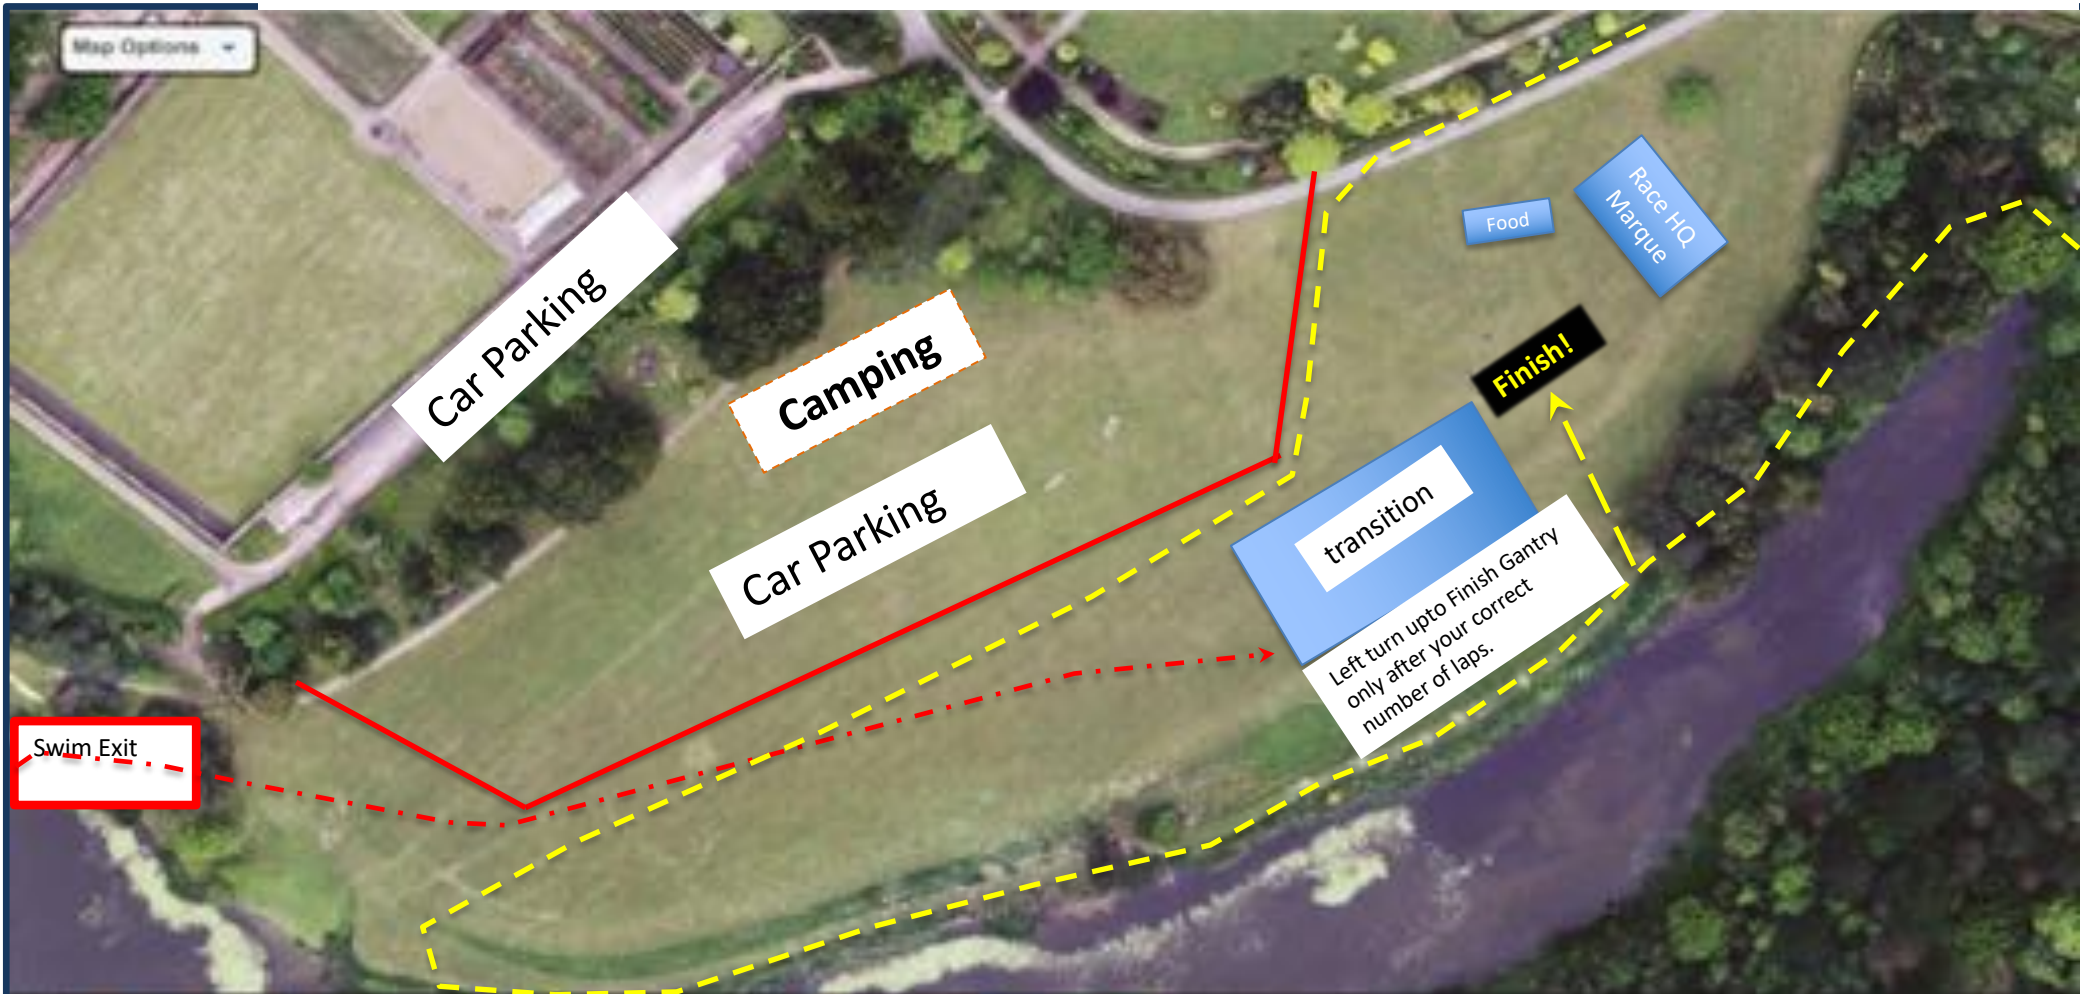 Map Options
Car Parking
Camping
Car Parking
Food
Race HQ
Marque
Finish!
transition
Left turn upto Finish Gantry
only after your correct
number of laps.
Swim Exit